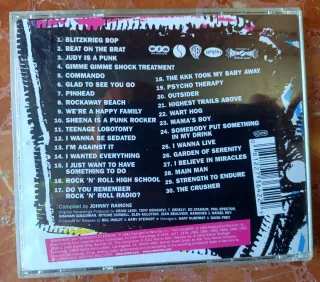 1. BLITZKRIEG BOP
2. BEAT ON THE BRAT
3. JUDY IS A PUNK
4. GIMME GIMME SHOCK TREATMENT
5. COMMANDO
6. GLAD TO SEE YOU GO
7. PINHEAD
8. ROCKAWAY BEACH
9. WE'RE A HAPPY FAMILY
10. SHEENA IS A PUNK ROCKER
11. TEENAGE LOBOTOMY
12. I WANNA BE SEDATED
13. I'M AGAINST IT
14. I WANTED EVERYTHING
15. I JUST WANT TO HAVE
SOMETHING TO DO
16. ROCK 'N' ROLL HIGH SCHOOL
17. DO YOU REMEMBER
ROCK 'N' ROLL RADIO?
18. THE KKK TOOK MY BABY AWAY
19. PSYCHO THERAPY
20. OUTSIDER
21. HIGHEST TRAILS ABOVE
22. WART HOG
23. MAMA'S BOY
24. SOMEBODY PUT SOMETHING
IN MY DRINK
25. I WANNA LIVE
26. GARDEN OF SERENITY
27. I BELIEVE IN MIRACLES
28. MAIN MAN
29. STRENGTH TO ENDURE
30. THE CRUSHER
Compiled by JOHNNY RAMONE